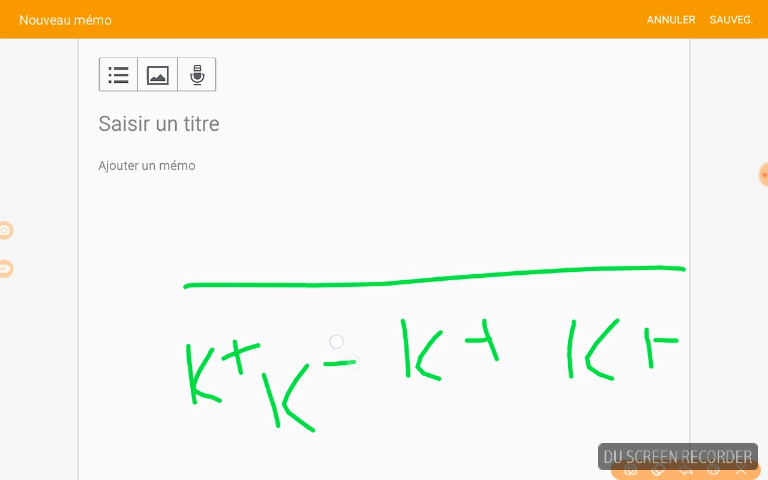 Nouveau mémo ANNULER SAUVEG.
Saisir un titre
Ajouter un mémo
K+ K- K+ K+
DU SCREEN RECORDER